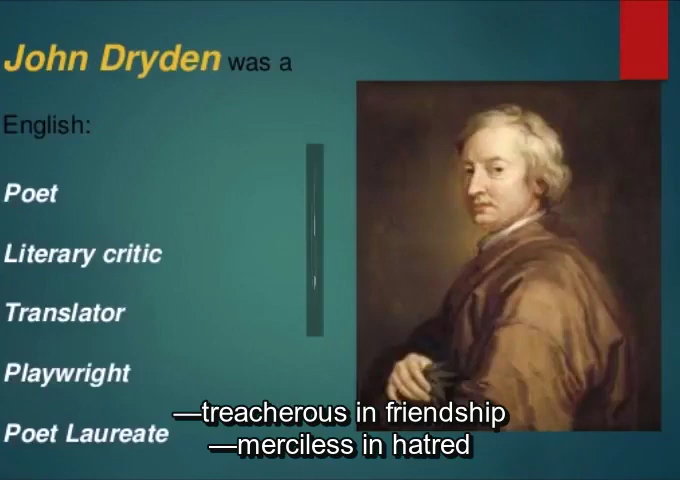 John Dryden was a
English:
Poet
Literary critic
Translator
Playwright
Poet Laureate
—treacherous in friendship
—merciless in hatred